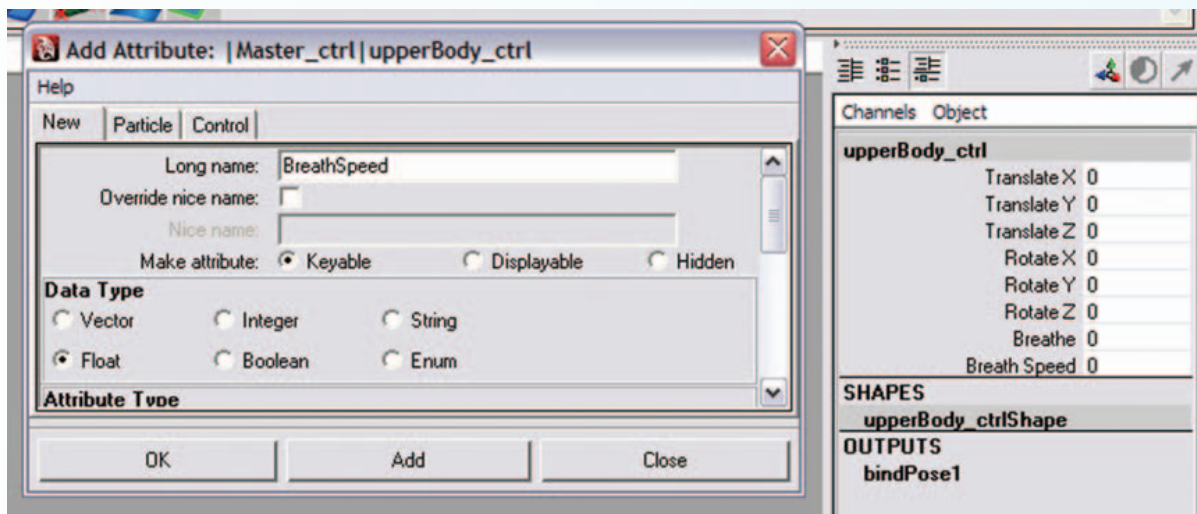 Add Attribute: |Master_ctrl|upperBody_ctrl
Help
New Particle Control
Long name: BreathSpeed
Override nice name:
Nice name:
Make attribute: Keyable Displayable Hidden
Data Type
Vector Integer String
Float Boolean Enum
Attribute Type
OK Add Close
Channels Object
upperBody_ctrl
Translate X 0
Translate Y 0
Translate Z 0
Rotate X 0
Rotate Y 0
Rotate Z 0
Breathe 0
Breath Speed 0
SHAPES
upperBody_ctrlShape
OUTPUTS
bindPose1